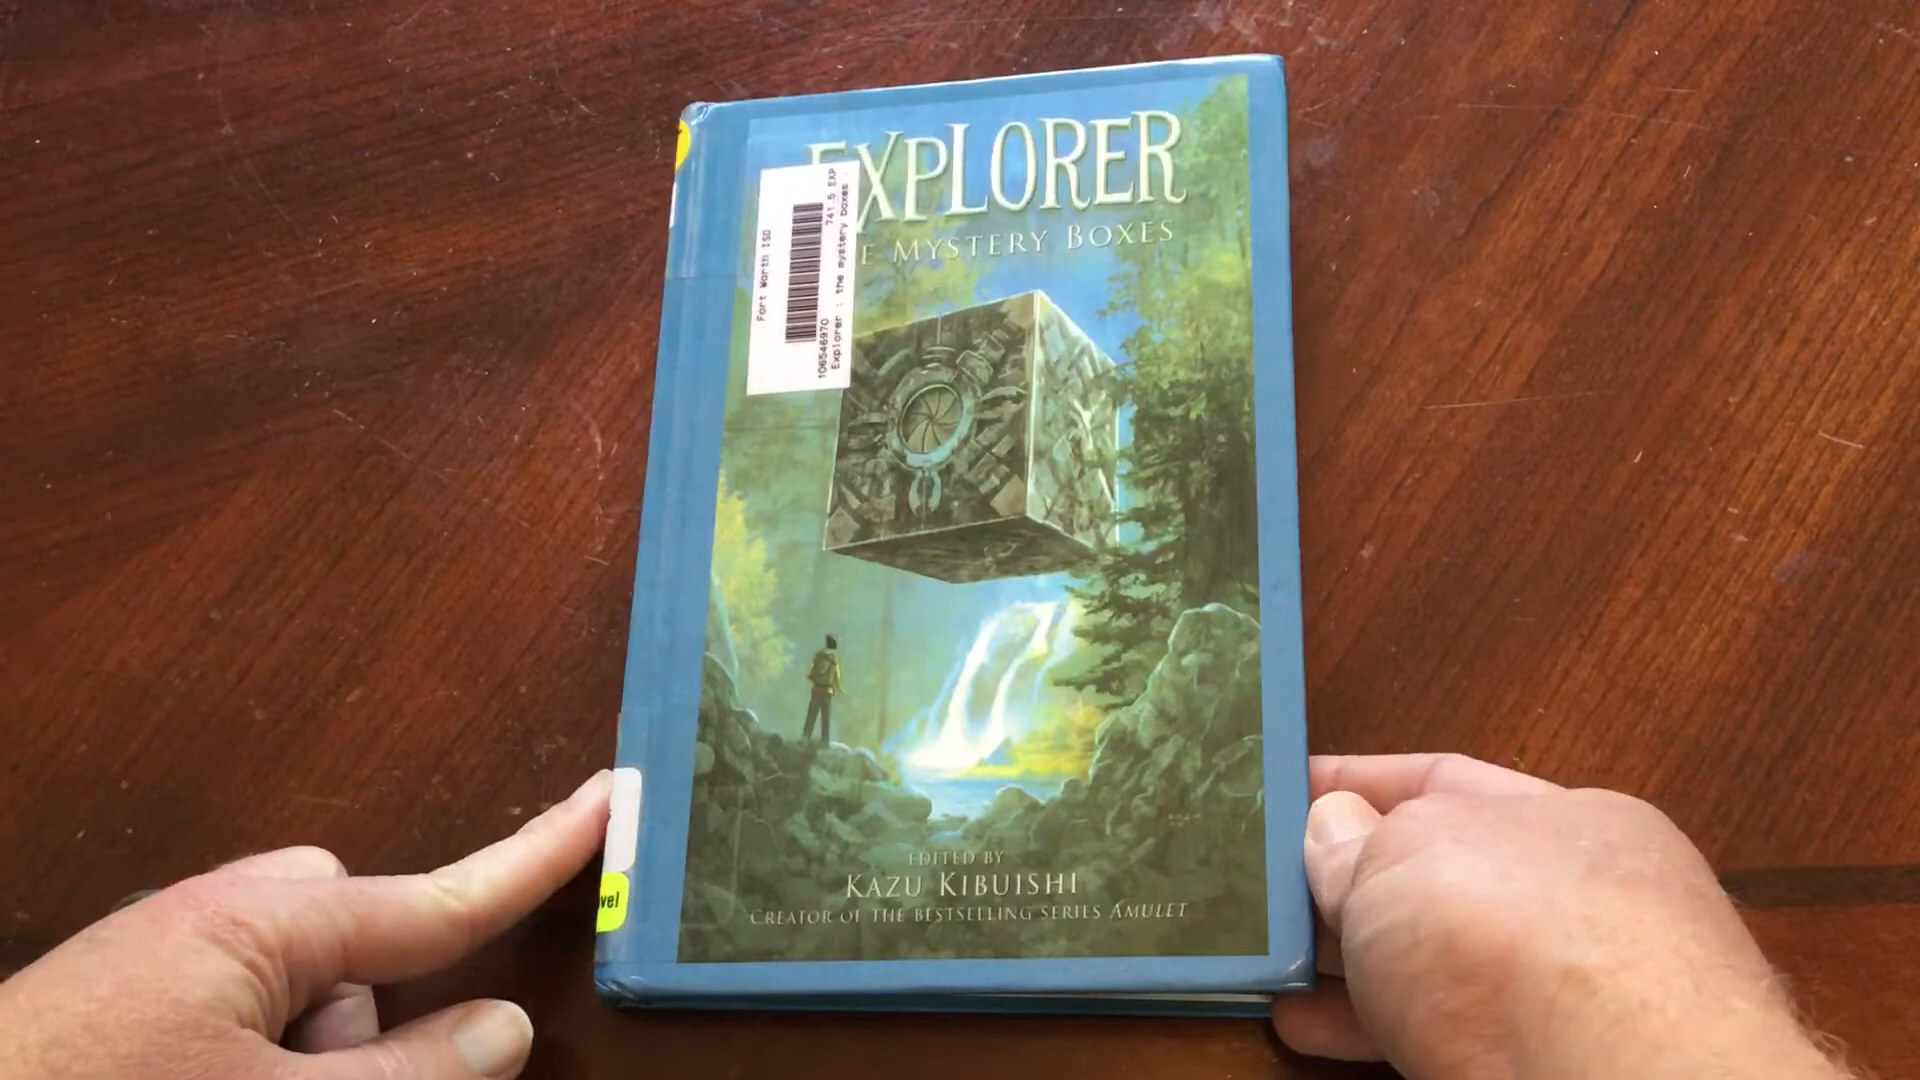 EXPLORER
E MYSTERY BOXES
Fort Worth ISD
106546970
741.5 EXP
Explorer : the mystery boxes :
EDITED BY
KAZU KIBUISHI
CREATOR OF THE BESTSELLING SERIES AMULET
vel